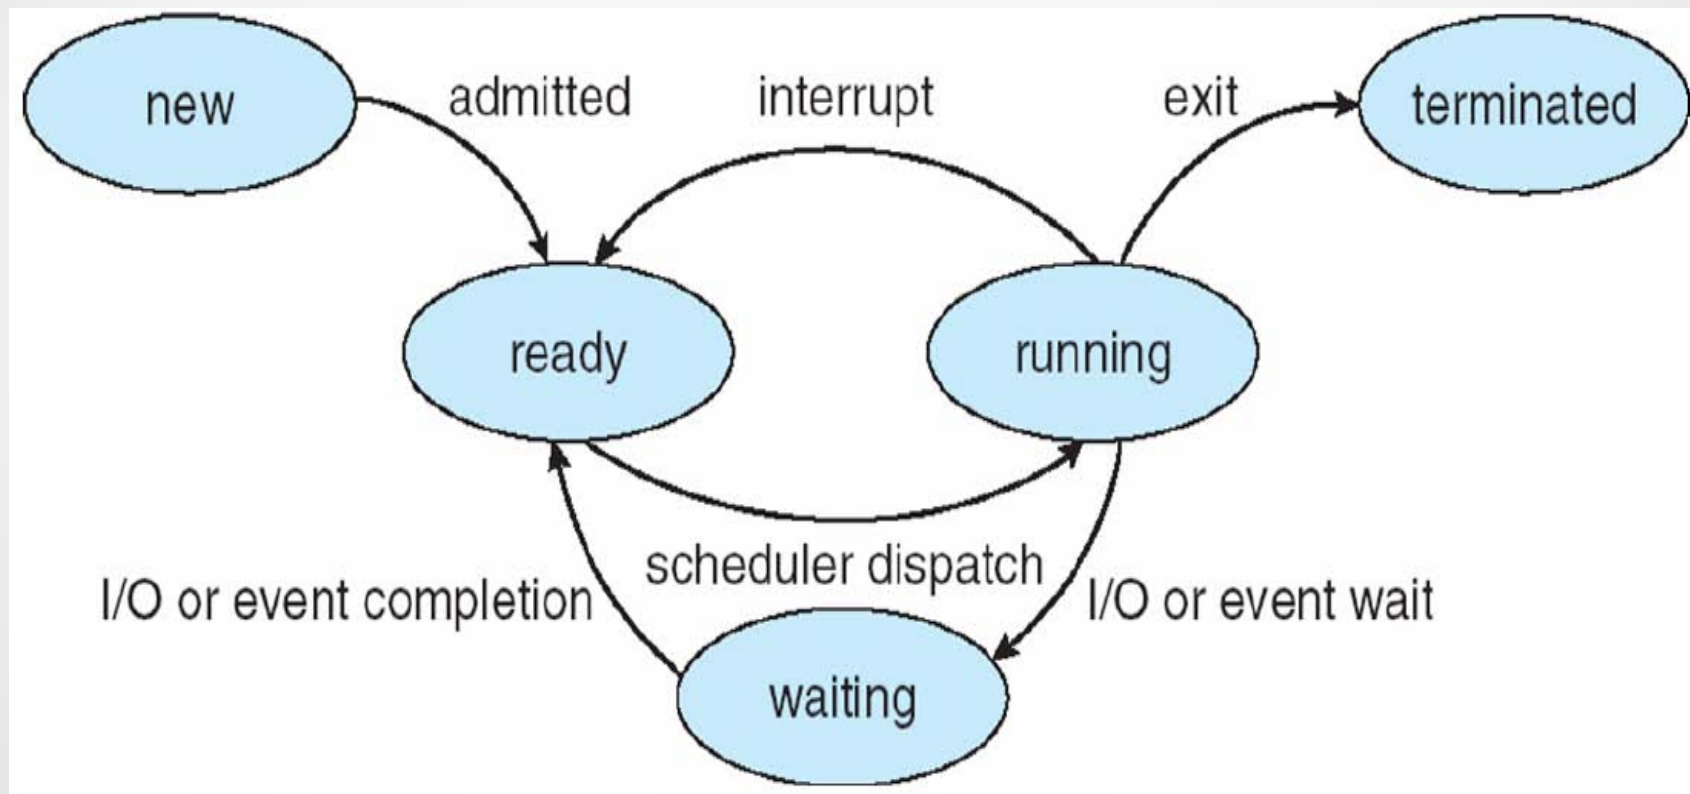 new
admitted
interrupt
exit
terminated
ready
running
scheduler dispatch
I/O or event completion
I/O or event wait
waiting